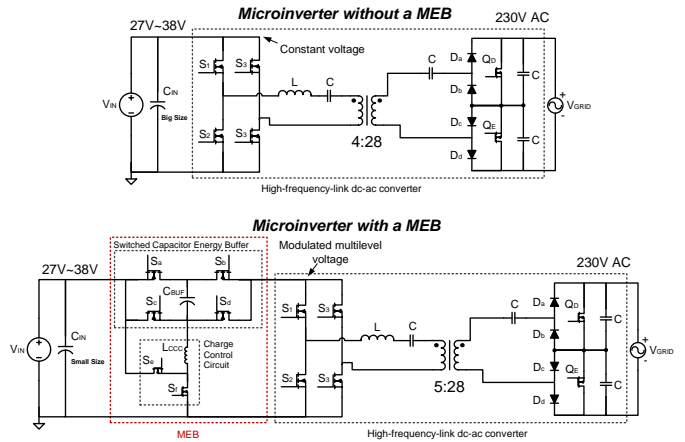 Microinverter without a MEB
27V~38V
230V AC
Constant voltage
S1
S3
L
C
C
Da
QD
C
VIN
CIN
Big Size
Db
VGRID
+
-
S2
S3
4:28
Dc
QE
C
Dd
High-frequency-link dc-ac converter
Microinverter with a MEB
Switched Capacitor Energy Buffer
Modulated multilevel voltage
27V~38V
230V AC
Sa
Sb
CBUF
Sc
Sd
S1
S3
L
C
C
Da
QD
C
VIN
CIN
Small Size
LCCC
Charge Control Circuit
Se
Sf
Db
VGRID
+
-
S2
S3
5:28
Dc
QE
C
Dd
MEB
High-frequency-link dc-ac converter